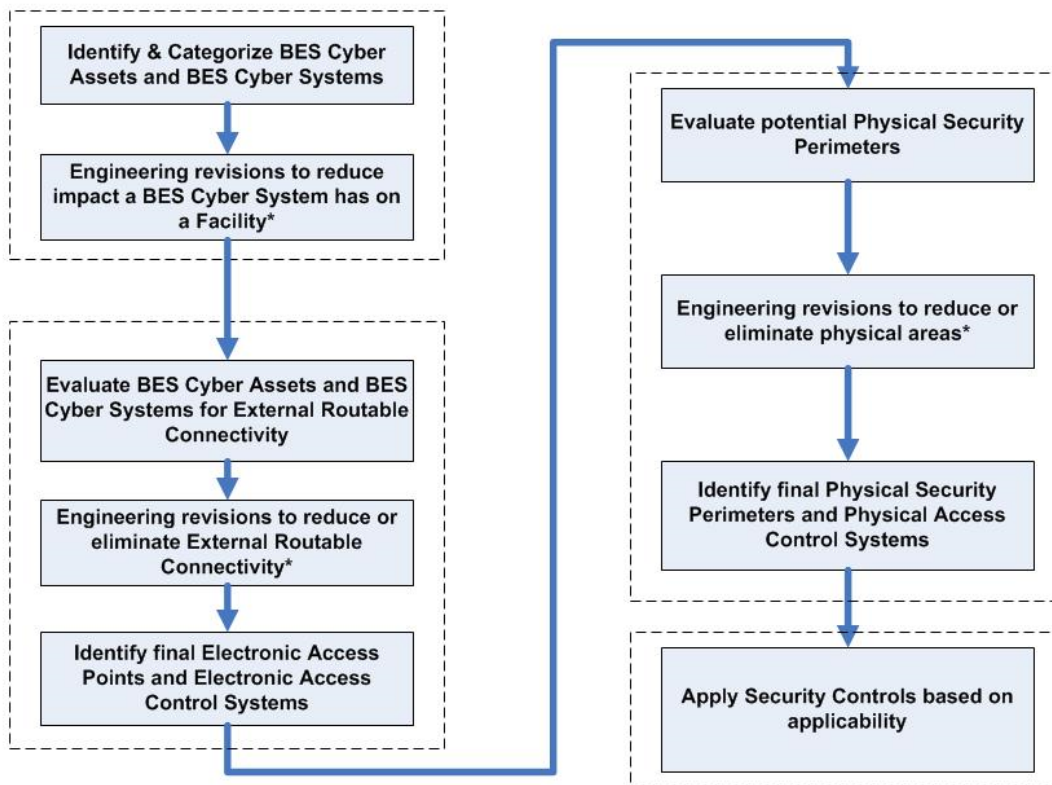 Identify & Categorize BES Cyber
Assets and BES Cyber Systems
Engineering revisions to reduce
impact a BES Cyber System has on
a Facility*
Evaluate BES Cyber Assets and BES
Cyber Systems for External Routable
Connectivity
Engineering revisions to reduce or
eliminate External Routable
Connectivity*
Identify final Electronic Access
Points and Electronic Access
Control Systems
Evaluate potential Physical Security
Perimeters
Engineering revisions to reduce or
eliminate physical areas*
Identify final Physical Security
Perimeters and Physical Access
Control Systems
Apply Security Controls based on
applicability